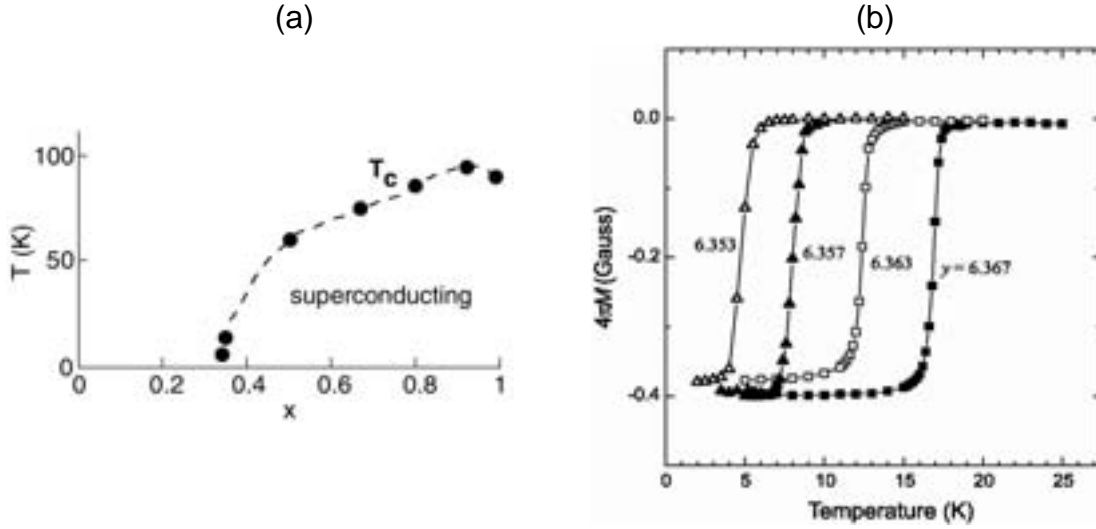 (a)
T (K)
100
50
0
Tc
superconducting
0
0.2
0.4
0.6
0.8
1
x
(b)
4πM (Gauss)
0.0
-0.2
-0.4
6.353
6.357
6.363
y = 6.367
0
5
10
15
20
25
Temperature (K)